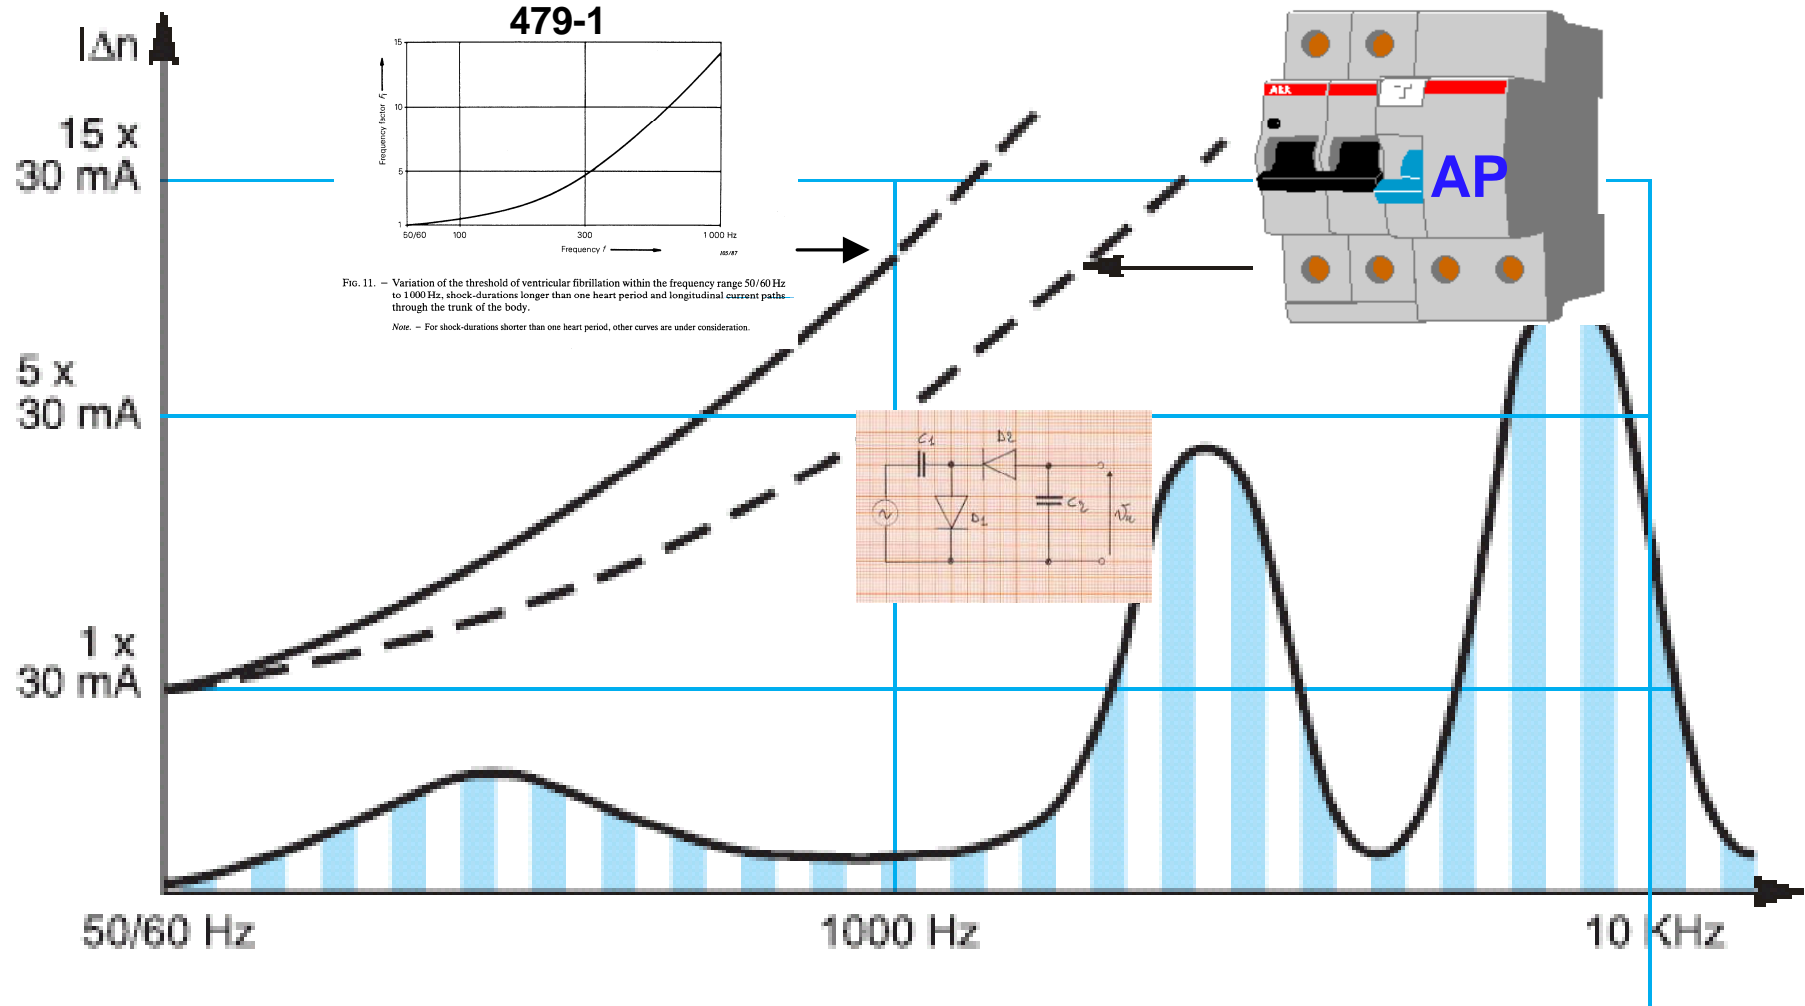 479-1
I∆n
15 x
30 mA
5 x
30 mA
1 x
30 mA
50/60 Hz
1000 Hz
10 KHz
15
10
5
1
Frequency factor Ff
50/60
100
300
1 000 Hz
Frequency f
FIG. 11. — Variation of the threshold of ventricular fibrillation within the frequency range 50/60 Hz
to 1000 Hz, shock-durations longer than one heart period and longitudinal current paths
through the trunk of the body.
Note. — For shock-durations shorter than one heart period, other curves are under consideration.
ABB
AP
C1
D2
D1
C2